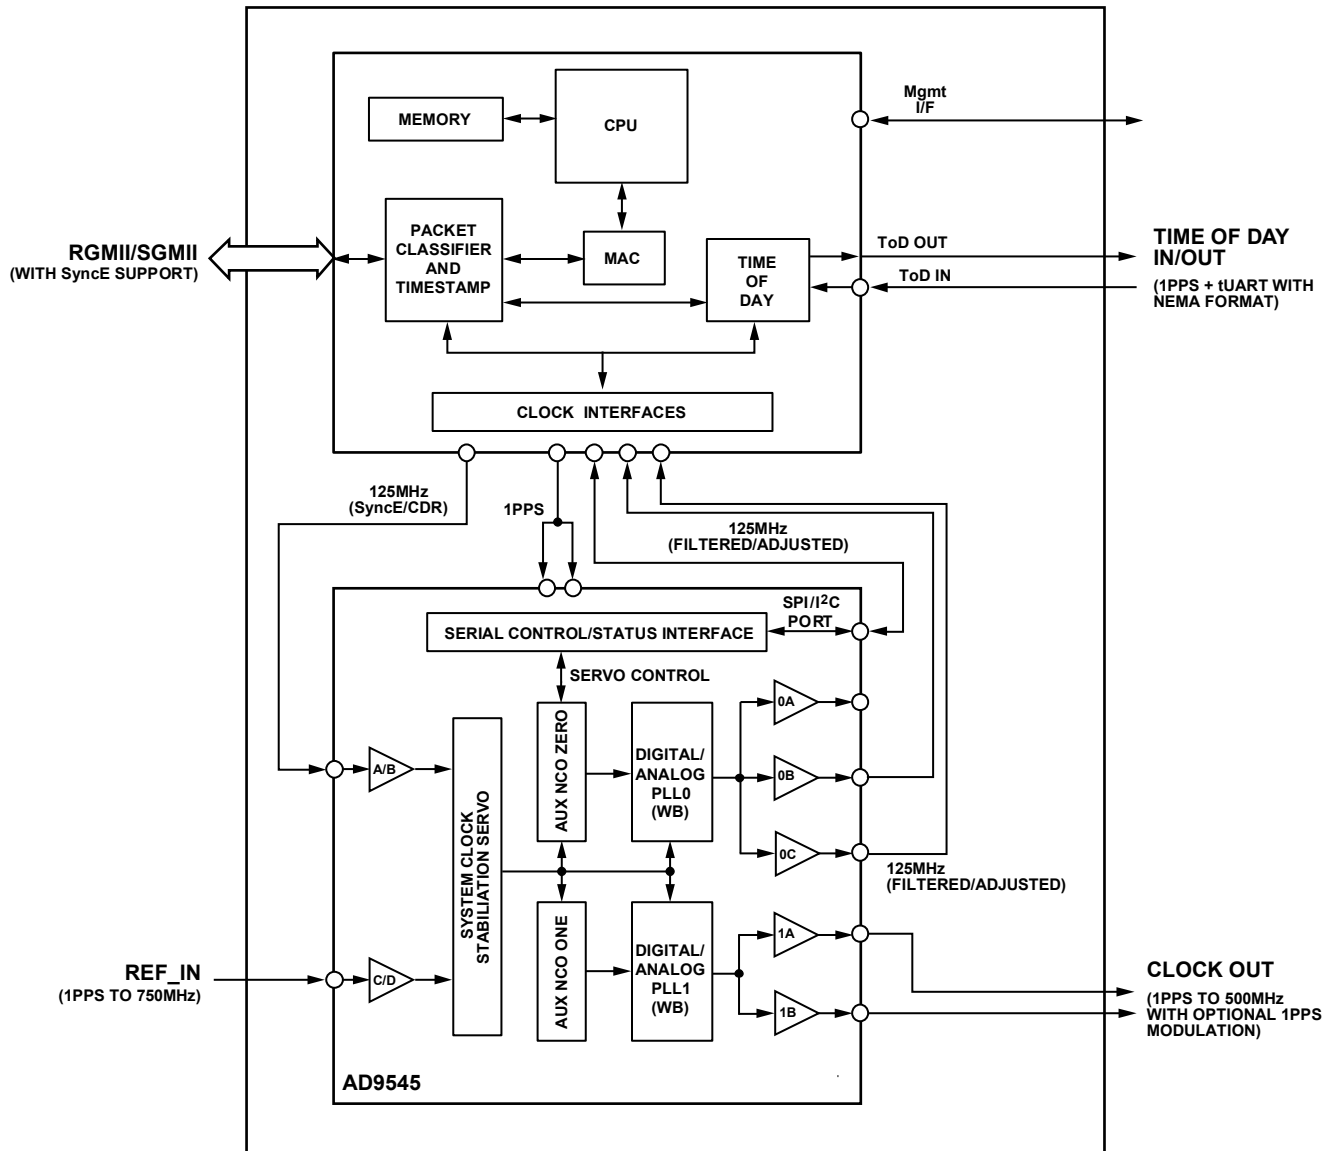 Mgmt
I/F
MEMORY
CPU
PACKET
CLASSIFIER
AND
TIMESTAMP
MAC
TIME
OF
DAY
RGMII/SGMII
(WITH SyncE SUPPORT)
ToD OUT
ToD IN
TIME OF DAY
IN/OUT
(1PPS + tUART WITH
NEMA FORMAT)
CLOCK INTERFACES
125MHz
(SyncE/CDR)
1PPS
125MHz
(FILTERED/ADJUSTED)
SERIAL CONTROL/STATUS INTERFACE
SPI/I2C
PORT
SERVO CONTROL
A/B
C/D
SYSTEM CLOCK
STABILIATION SERVO
AUX NCO ZERO
DIGITAL/
ANALOG
PLL0
(WB)
0A
0B
0C
125MHz
(FILTERED/ADJUSTED)
AUX NCO ONE
DIGITAL/
ANALOG
PLL1
(WB)
1A
1B
REF_IN
(1PPS TO 750MHz)
CLOCK OUT
(1PPS TO 500MHz
WITH OPTIONAL 1PPS
MODULATION)
AD9545